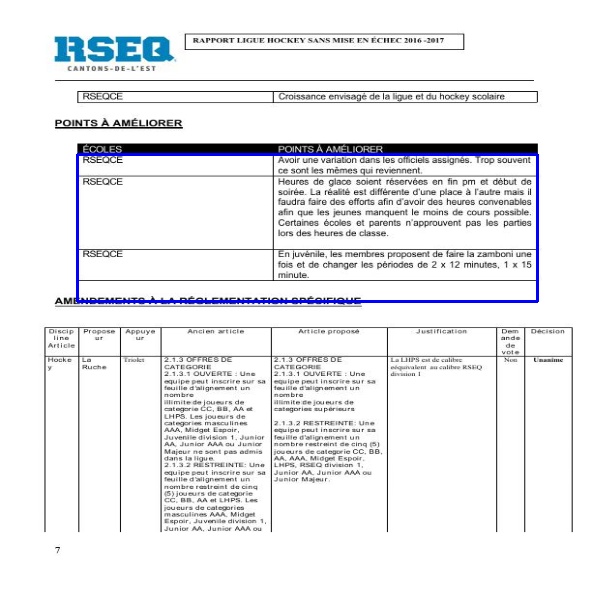 RSEQ
CANTONS-DE-L'EST
RAPPORT LIGUE HOCKEY SANS MISE EN ÉCHEC 2016 -2017
RSEQCE Croissance envisagé de la ligue et du hockey scolaire
POINTS À AMÉLIORER
ÉCOLES POINTS À AMÉLIORER
RSEQCE Avoir une variation dans les officiels assignés. Trop souvent
ce sont les mêmes qui reviennent.
RSEQCE Heures de glace soient réservées en fin pm et début de
soirée. La réalité est différente d'une place à l'autre mais il
faudra faire des efforts afin d'avoir des heures convenables
afin que les jeunes manquent le moins de cours possible.
Certaines écoles et parents n'approuvent pas les parties
lors des heures de classe.
RSEQCE En juvénile, les membres proposent de faire la zamboni une
fois et de changer les périodes de 2 x 12 minutes, 1 x 15
minute.
AMENDEMENTS À LA RÉGLEMENTATION SPÉCIFIQUE
Discip
line
Article
Propose
ur
Appuye
ur
Ancien article
Article proposé
Justification
Dem
ande
de
vote
Décision
Hocke
y
La
Ruche
Triolet
2.1.3 OFFRES DE
CATEGORIE
2.1.3.1 OUVERTE : Une
equipe peut inscrire sur sa
feuille d'alignement un
nombre
illimite de joueurs de
categorie CC, BB, AA et
LHPS. Les joueurs de
categories masculines
AAA, Midget Espoir,
Juvenile division 1, Junior
AA, Junior AAA ou Junior
Majeur ne sont pas admis
dans la ligue.
2.1.3.2 RESTREINTE: Une
equipe peut inscrire sur sa
feuille d'alignement un
nombre restreint de cinq
(5) joueurs de categorie
CC, BB, AA et LHPS. Les
joueurs de categories
masculines AAA, Midget
Espoir, Juvenile division 1,
Junior AA, Junior AAA ou
2.1.3 OFFRES DE
CATEGORIE
2.1.3.1 OUVERTE : Une
equipe peut inscrire sur sa
feuille d'alignement un
nombre
illimite de joueurs de
categories supérieurs
2.1.3.2 RESTREINTE: Une
equipe peut inscrire sur sa
feuille d'alignement un
nombre restreint de cinq (5)
joueurs de categorie CC, BB,
AA, AAA, Midget Espoir,
LHPS, RSEQ division 1,
Junior AA, Junior AAA ou
Junior Majeur.
La LHPS est de calibre
eéquivalent au calibre RSEQ
division 1
Non
Unanime
7